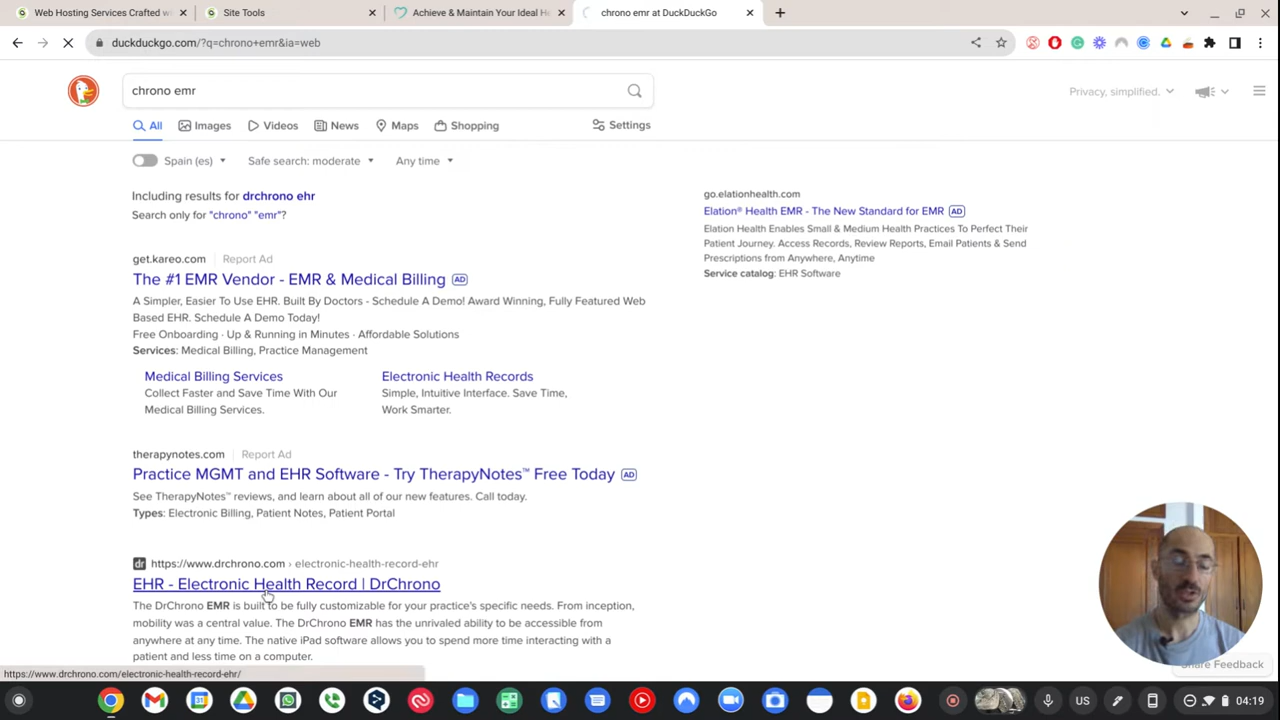 Web Hosting Services Crafted w
Site Tools
Achieve & Maintain Your Ideal He
chrono emr at DuckDuckGo
duckduckgo.com/?q=chrono+emr&ia=web
chrono emr
Privacy, simplified.
All
Images
Videos
News
Maps
Shopping
Settings
Spain (es)
Safe search: moderate
Any time
Including results for drchrono ehr
Search only for "chrono" "emr"?
get.kareo.com Report Ad
The #1 EMR Vendor - EMR & Medical Billing AD
A Simpler, Easier To Use EHR. Built By Doctors - Schedule A Demo! Award Winning, Fully Featured Web
Based EHR. Schedule A Demo Today!
Free Onboarding · Up & Running in Minutes · Affordable Solutions
Services: Medical Billing, Practice Management
Medical Billing Services
Collect Faster and Save Time With Our
Medical Billing Services.
Electronic Health Records
Simple, Intuitive Interface. Save Time,
Work Smarter.
therapynotes.com Report Ad
Practice MGMT and EHR Software - Try TherapyNotes™ Free Today AD
See TherapyNotes™ reviews, and learn about all of our new features. Call today.
Types: Electronic Billing, Patient Notes, Patient Portal
dr https://www.drchrono.com › electronic-health-record-ehr
EHR - Electronic Health Record | DrChrono
The DrChrono EMR is built to be fully customizable for your practice's specific needs. From inception,
mobility was a central value. The DrChrono EMR has the unrivaled ability to be accessible from
anywhere at any time. The native iPad software allows you to spend more time interacting with a
patient and less time on a computer.
go.elationhealth.com
Elation® Health EMR - The New Standard for EMR AD
Elation Health Enables Small & Medium Health Practices To Perfect Their
Patient Journey. Access Records, Review Reports, Email Patients & Send
Prescriptions from Anywhere, Anytime
Service catalog: EHR Software
Share Feedback
https://www.drchrono.com/electronic-health-record-ehr/
US
04:19